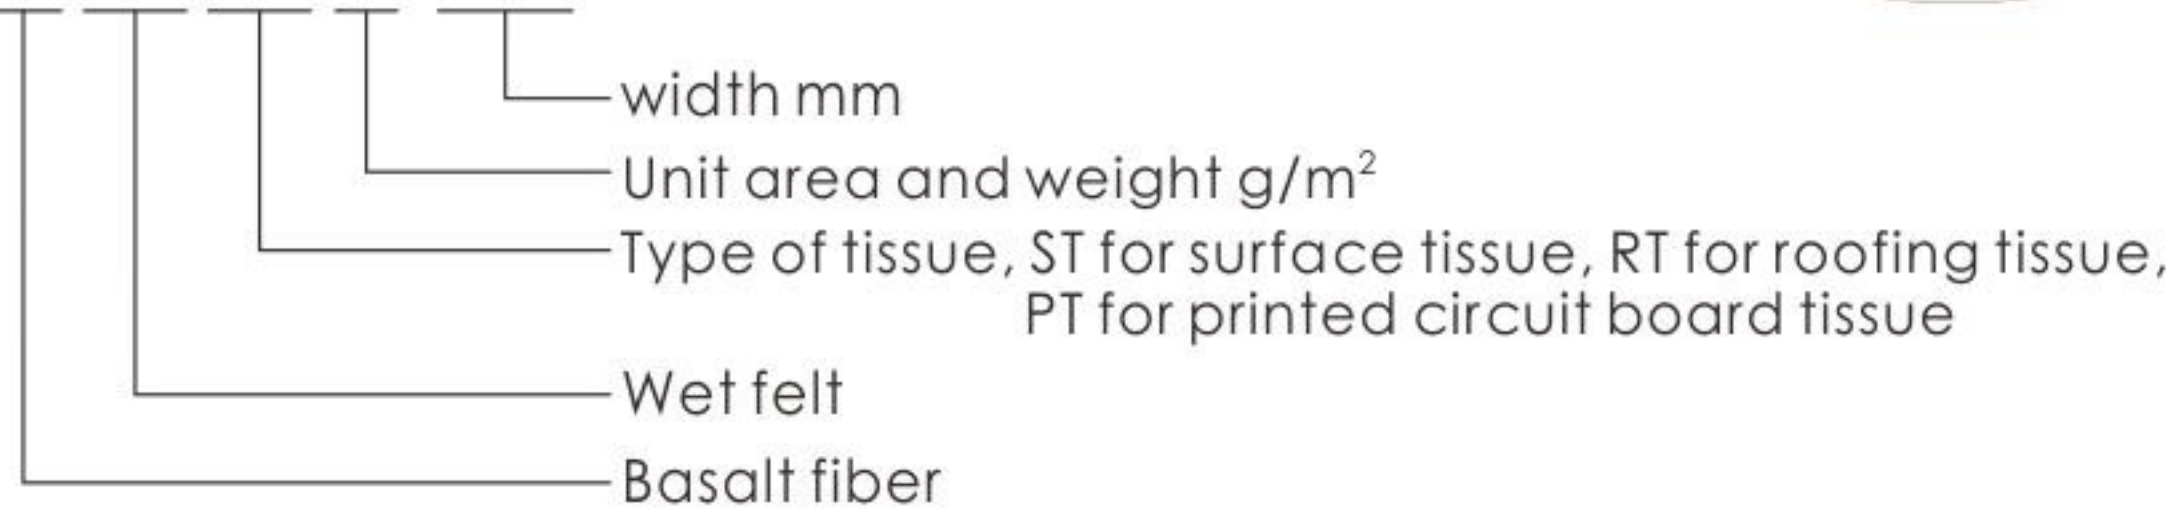 width mm
Unit area and weight g/m²
Type of tissue, ST for surface tissue, RT for roofing tissue,
PT for printed circuit board tissue
Wet felt
Basalt fiber